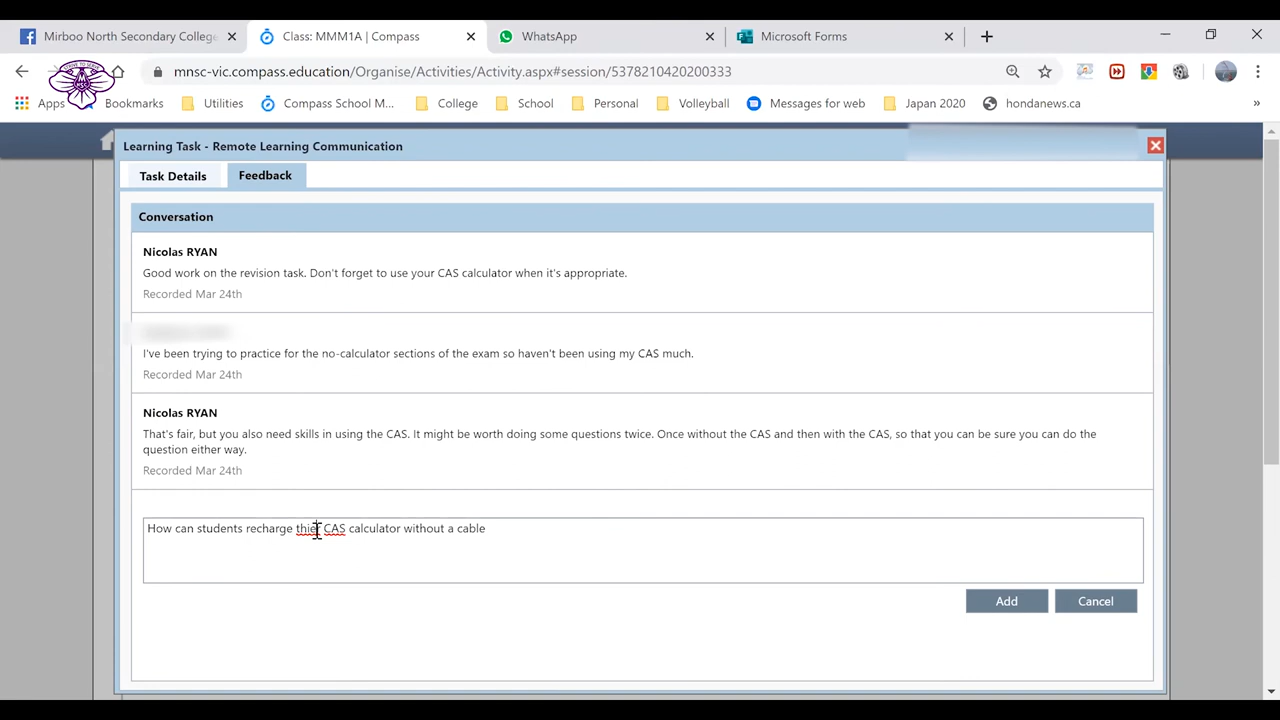 Mirboo North Secondary College
Class: MMM1A | Compass
WhatsApp
Microsoft Forms
mnsc-vic.compass.education/Organise/Activities/Activity.aspx#session/5378210420200333
Apps
Bookmarks
Utilities
Compass School M...
College
School
Personal
Volleyball
Messages for web
Japan 2020
hondanews.ca
»
Learning Task - Remote Learning Communication
Task Details
Feedback
Conversation
Nicolas RYAN
Good work on the revision task. Don't forget to use your CAS calculator when it's appropriate.
Recorded Mar 24th
I've been trying to practice for the no-calculator sections of the exam so haven't been using my CAS much.
Recorded Mar 24th
Nicolas RYAN
That's fair, but you also need skills in using the CAS. It might be worth doing some questions twice. Once without the CAS and then with the CAS, so that you can be sure you can do the
question either way.
Recorded Mar 24th
How can students recharge thier CAS calculator without a cable
Add
Cancel